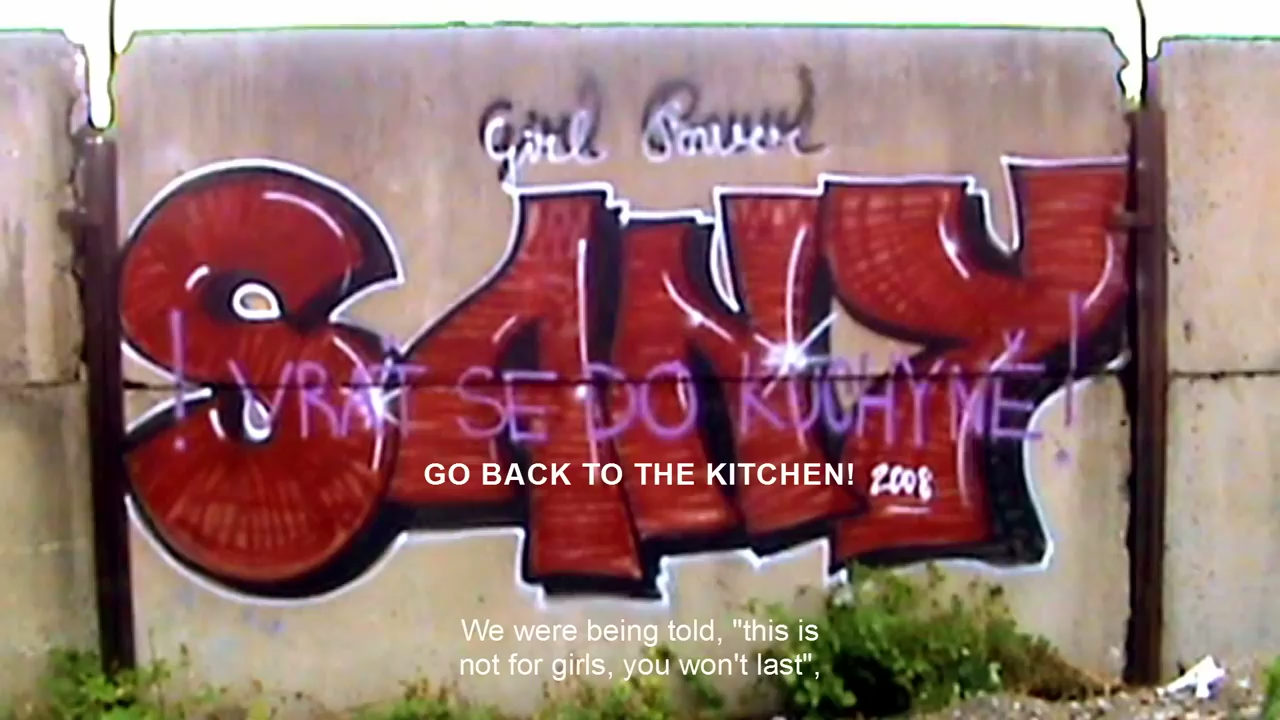 Girl Power
SANY
! VRAŤ SE DO KUCHYNĚ !
GO BACK TO THE KITCHEN!
2008
We were being told, "this is
not for girls, you won't last",